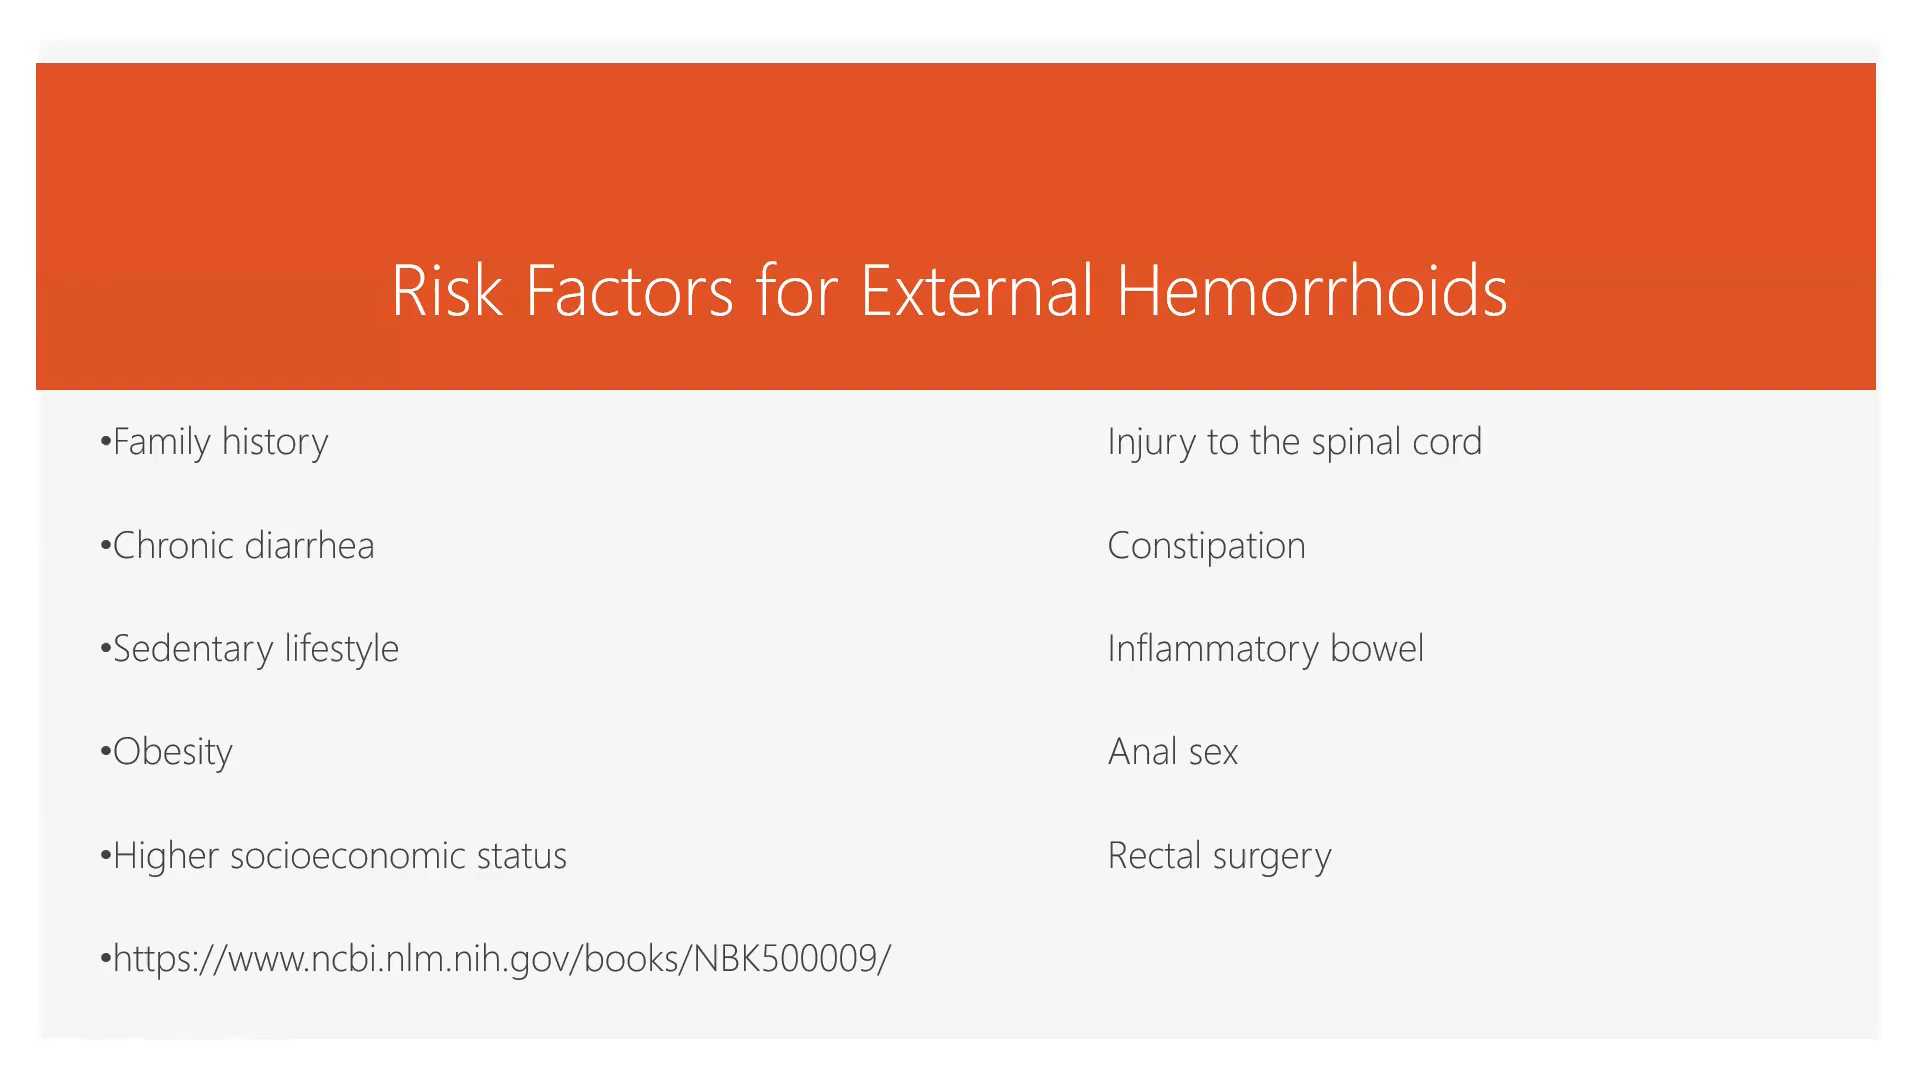 Risk Factors for External Hemorrhoids
•Family history
•Chronic diarrhea
•Sedentary lifestyle
•Obesity
•Higher socioeconomic status
•https://www.ncbi.nlm.nih.gov/books/NBK500009/
Injury to the spinal cord
Constipation
Inflammatory bowel
Anal sex
Rectal surgery